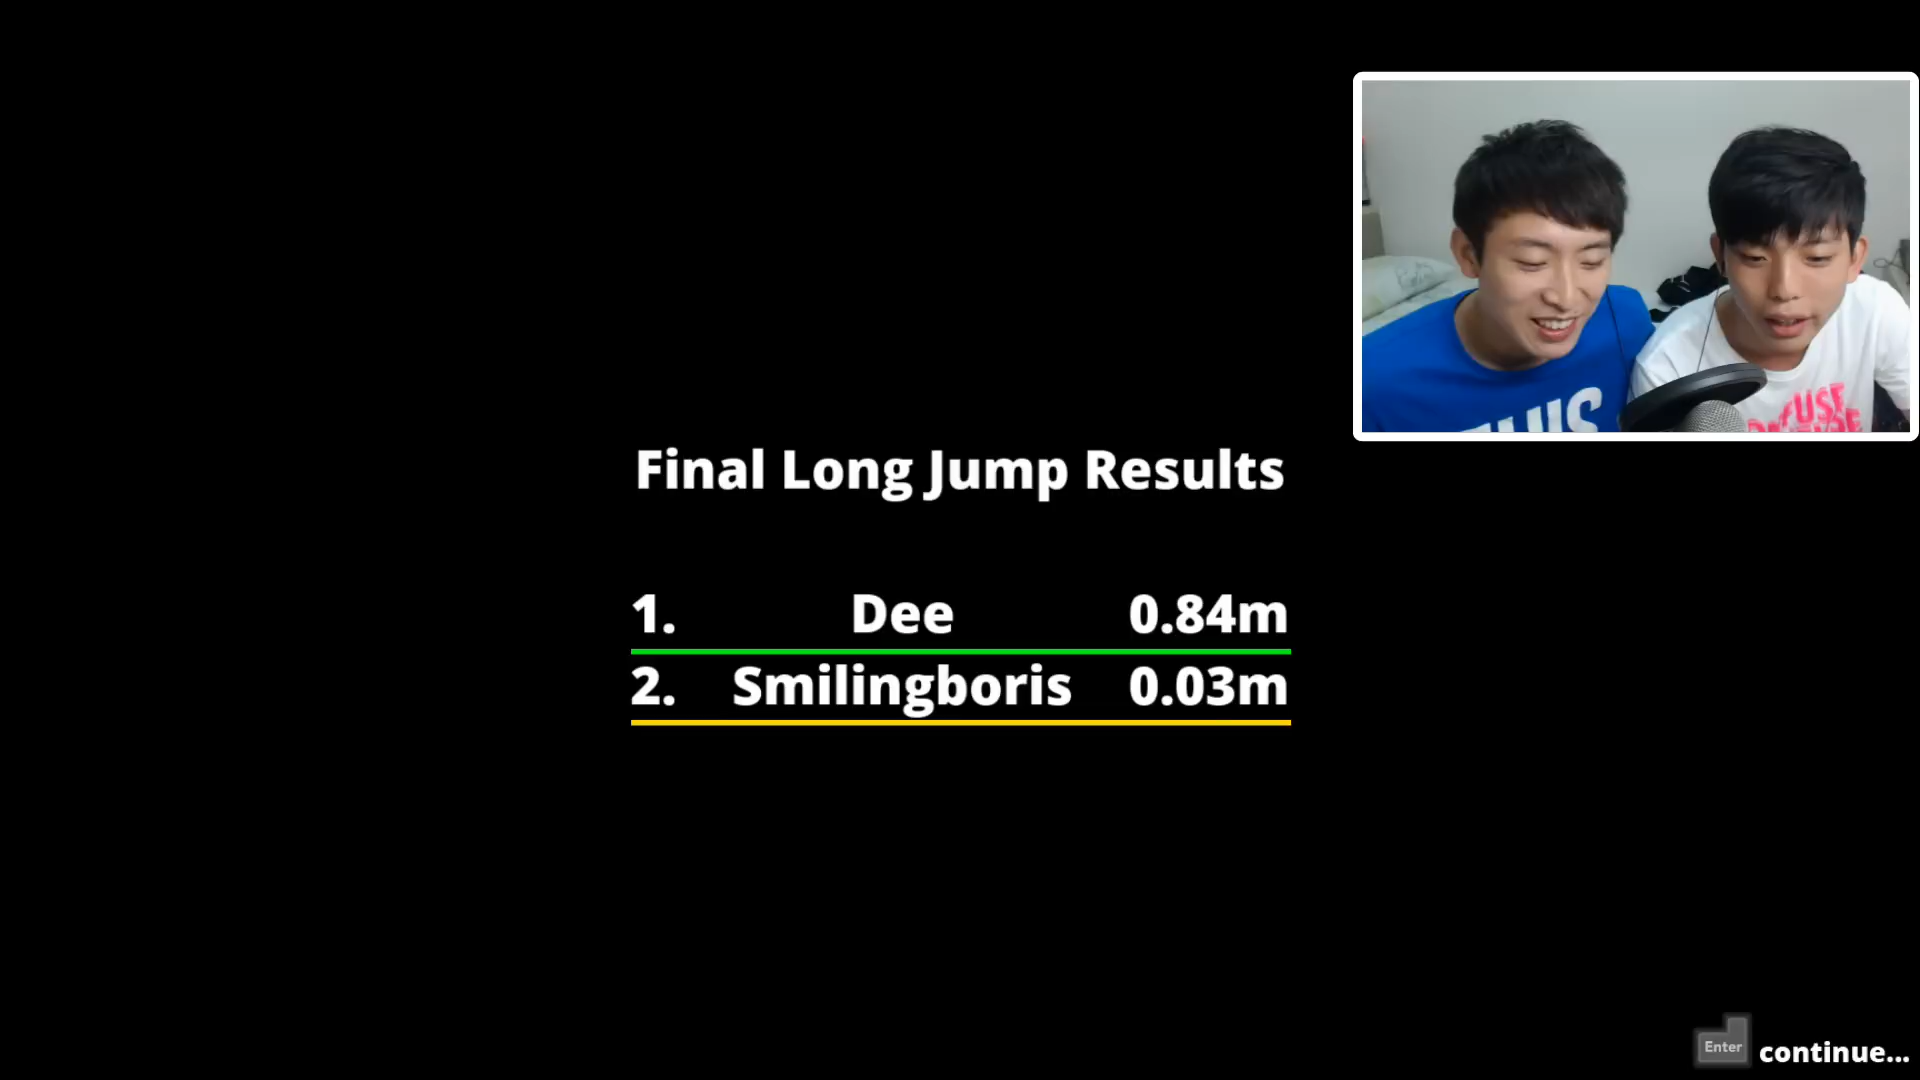 Final Long Jump Results
1. Dee 0.84m
2. Smilingboris 0.03m
Enter continue...